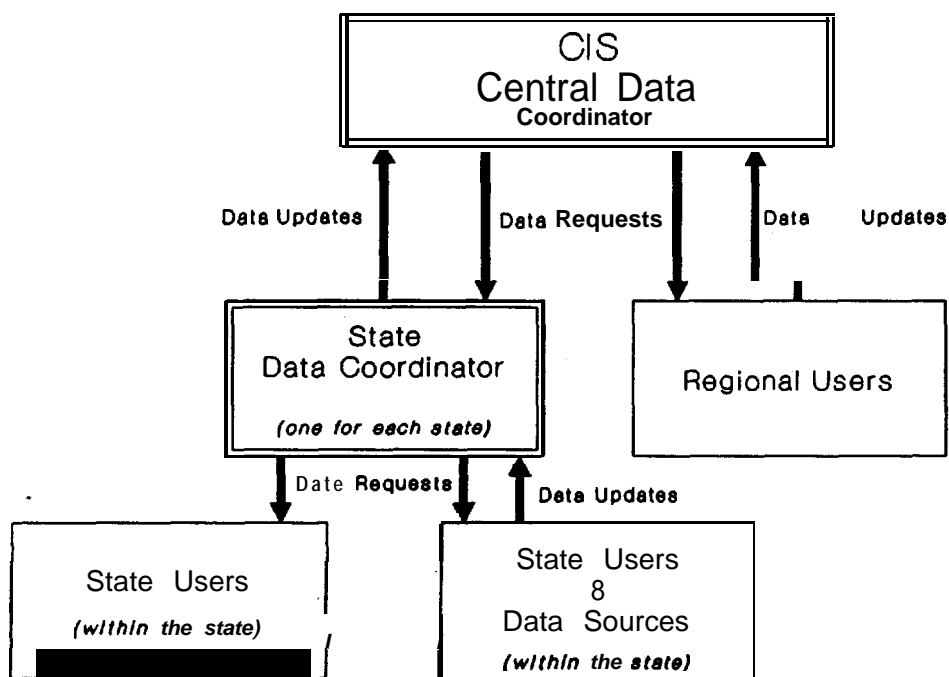 CIS
Central Data
Coordinator
Data Updates
Data Requests
Data Updates
State
Data Coordinator
(one for each state)
Regional Users
Date Requests
Data Updates
State Users
(within the state)
State Users
8
Data Sources
(within the state)